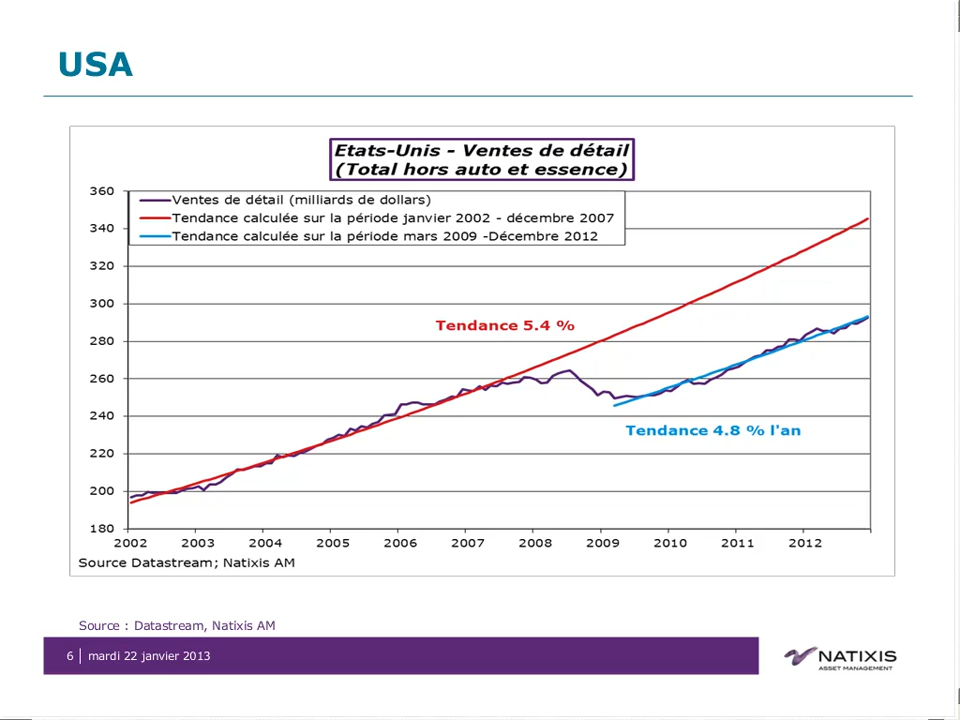 USA
Etats-Unis - Ventes de détail
(Total hors auto et essence)
360
340
320
300
280
260
240
220
200
180
Ventes de détail (milliards de dollars)
Tendance calculée sur la période janvier 2002 - décembre 2007
Tendance calculée sur la période mars 2009 -Décembre 2012
Tendance 5.4 %
Tendance 4.8 % l'an
2002 2003 2004 2005 2006 2007 2008 2009 2010 2011 2012
Source Datastream; Natixis AM
Source : Datastream, Natixis AM
6 mardi 22 janvier 2013
NATIXIS
ASSET MANAGEMENT